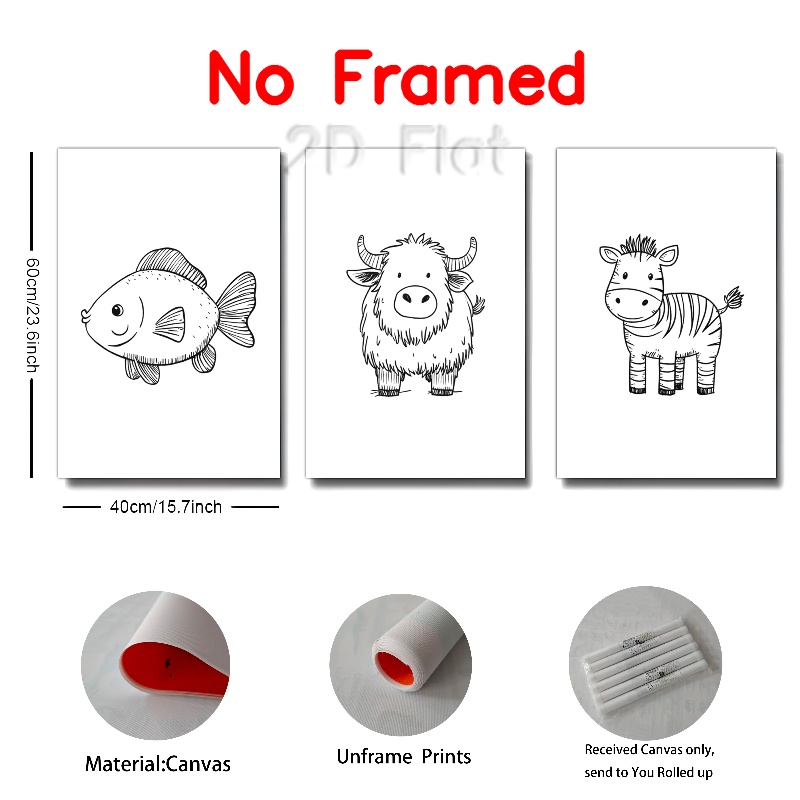 No Framed
2D Flat
60cm/23.6inch
40cm/15.7inch
Material:Canvas
Unframe Prints
Received Canvas only,
send to You Rolled up